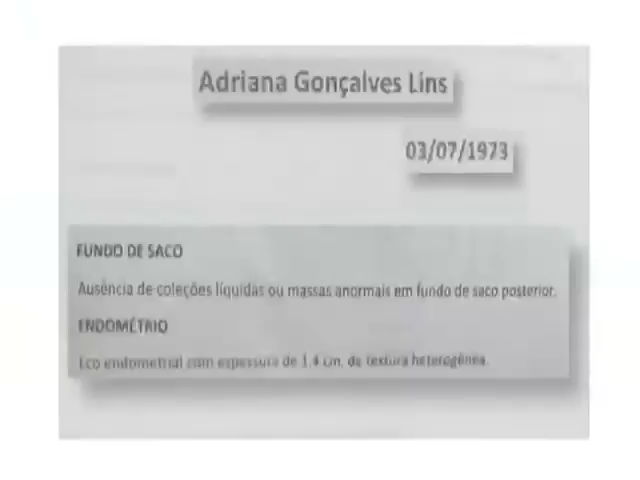 Adriana Gonçalves Lins
03/07/1973
FUNDO DE SACO
Ausência de coleções líquidas ou massas anormais em fundo de saco posterior.
ENDOMÉTRIO
Eco endometrial com espessura de 1.4 cm, de textura heterogênea.